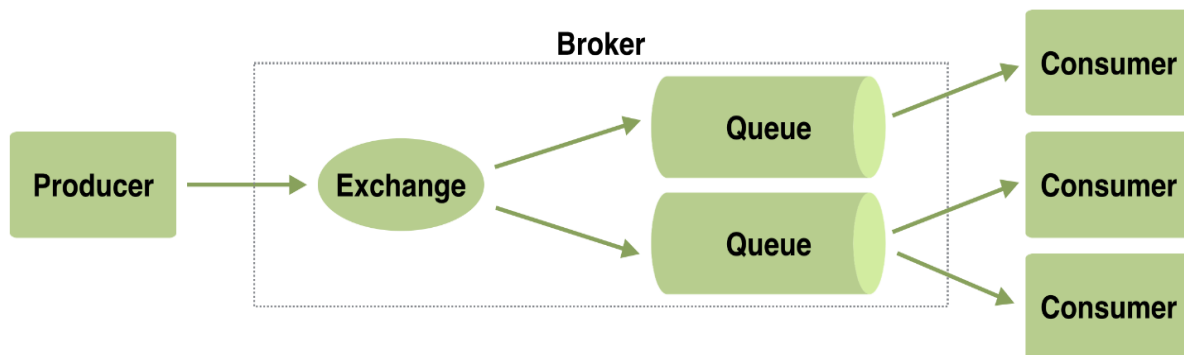 Broker
Consumer
Queue
Producer
Exchange
Consumer
Queue
Consumer